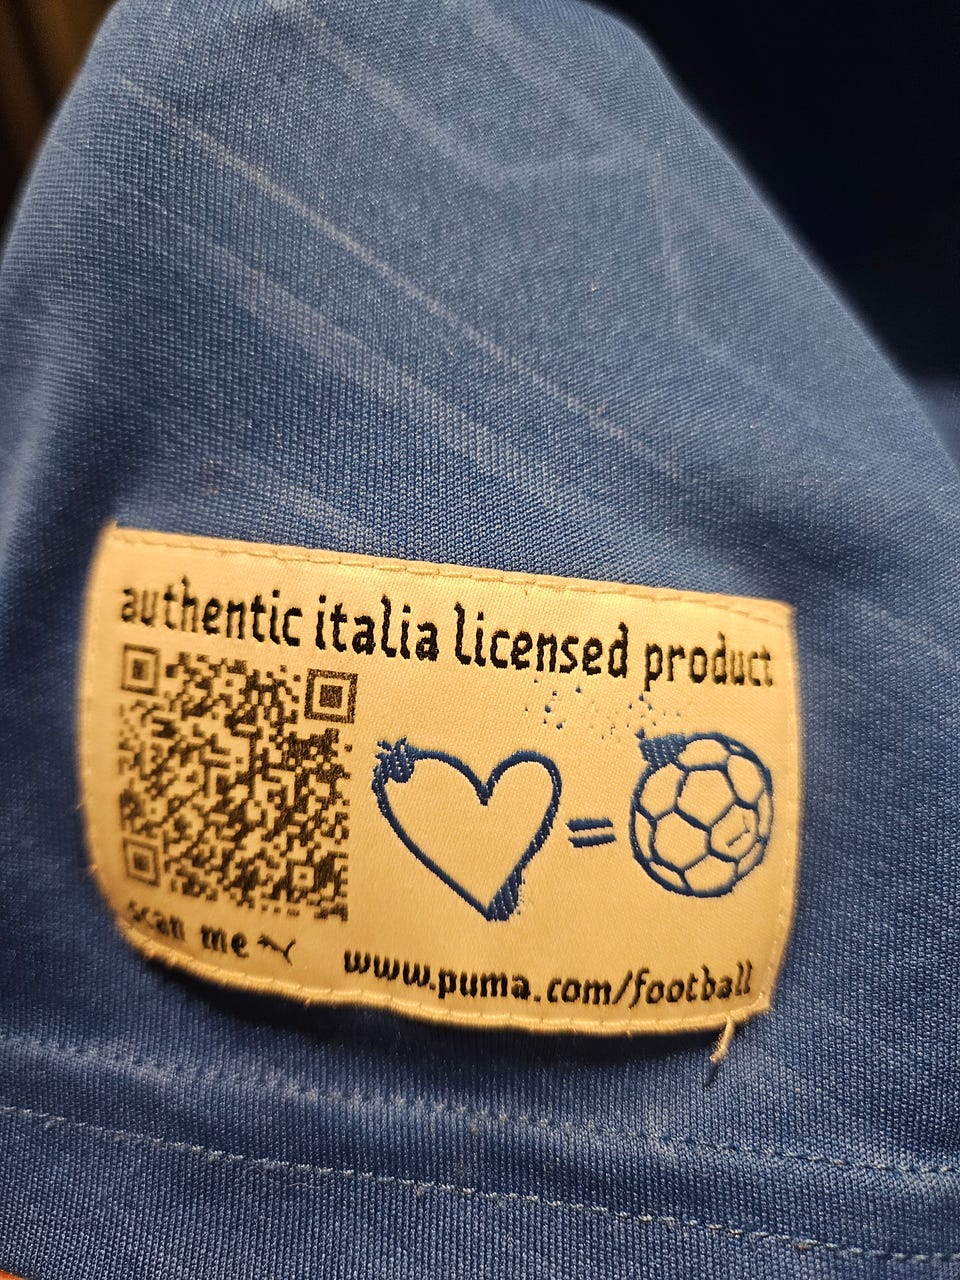 authentic italia licensed product
=
scan me
www.puma.com/football